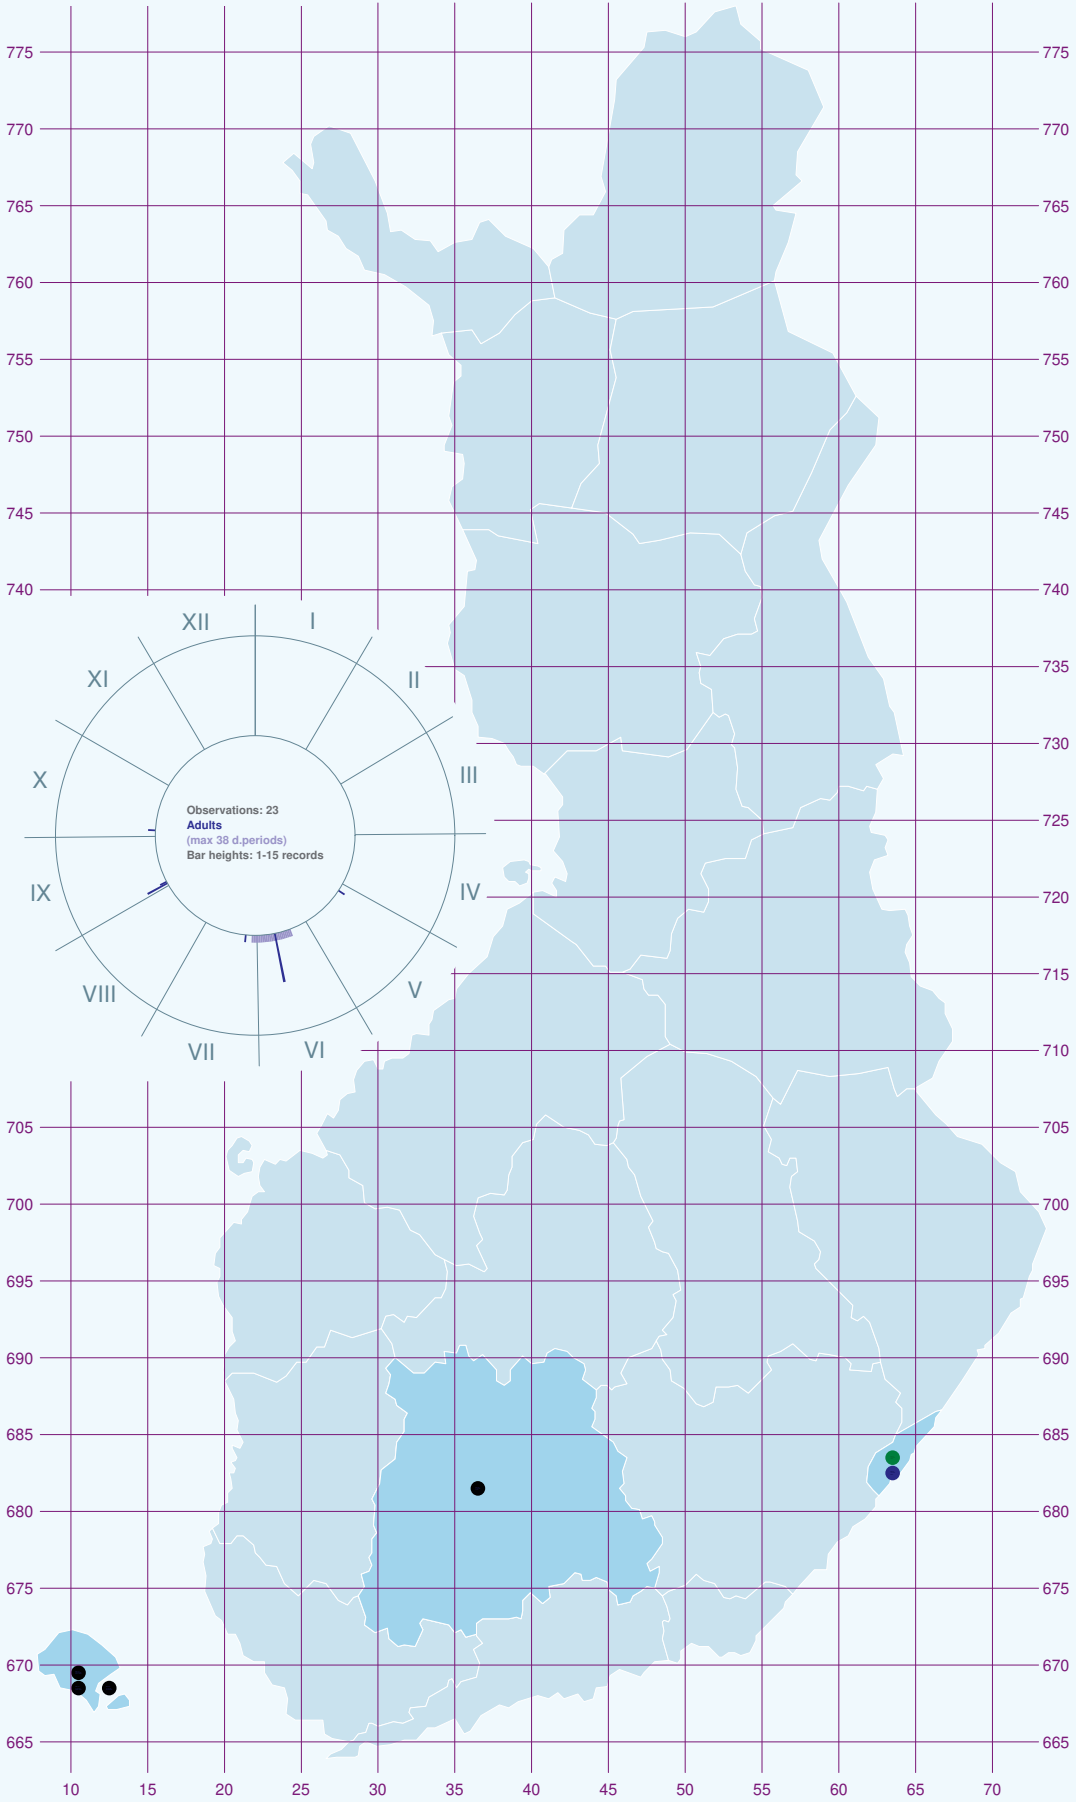 775 775
770 770
765 765
760 760
755 755
750 750
745 745
740 740
XII I
735
XI II
730
X III
725
Observations: 23
Adults
(max 38 d.periods)
Bar heights: 1-15 records
IX IV
720
715
VIII V
VII VI
710
705 705
700 700
695 695
690 690
685 685
680 680
675 675
670 670
665 665
10 15 20 25 30 35 40 45 50 55 60 65 70